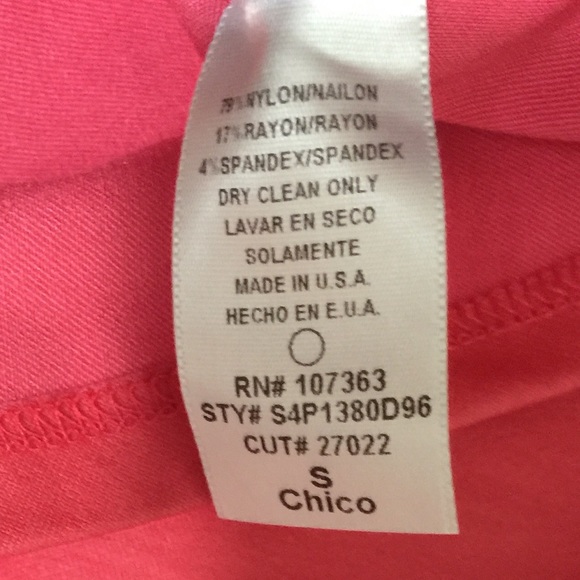 79%NYLON/NAILON
17%RAYON/RAYON
4%SPANDEX/SPANDEX
DRY CLEAN ONLY
LAVAR EN SECO
SOLAMENTE
MADE IN U.S.A.
HECHO EN E.U.A.
RN# 107363
STY# S4P1380D96
CUT# 27022
S
Chico